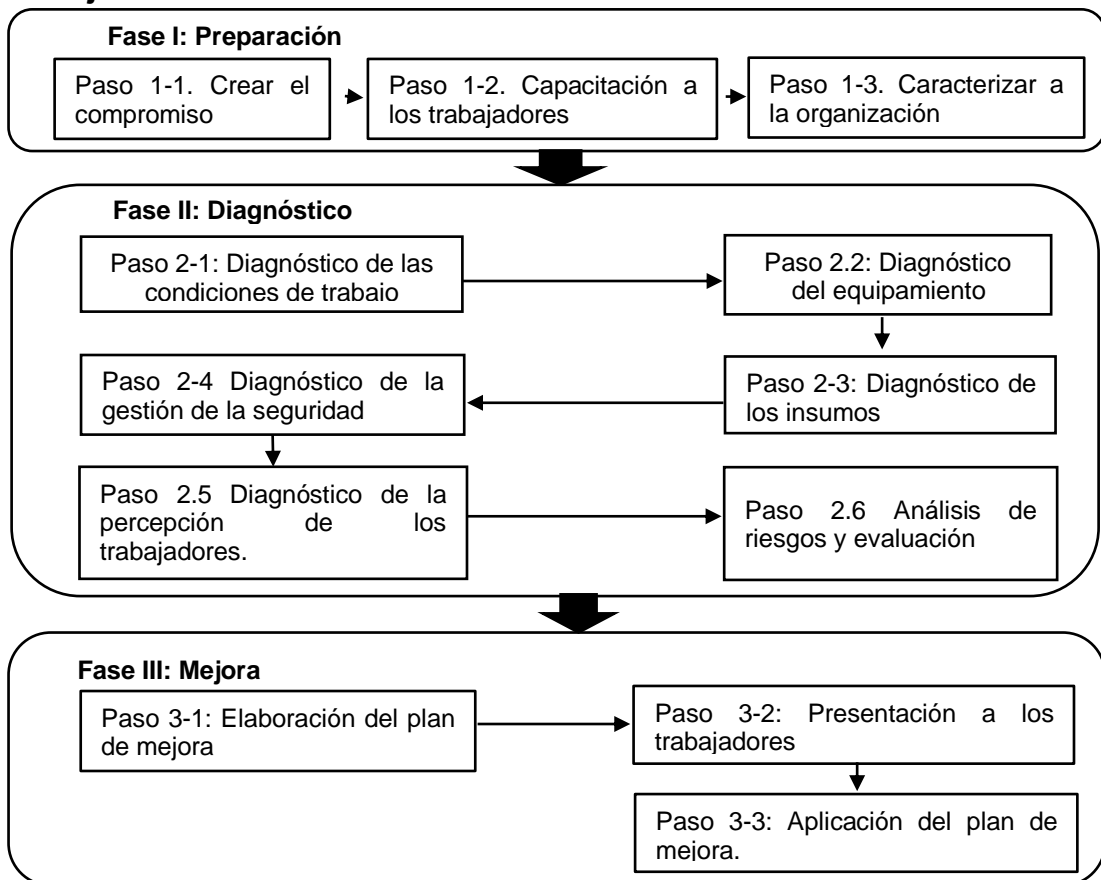 Fase I: Preparación
Paso 1-1. Crear el
compromiso
Paso 1-2. Capacitación a
los trabajadores
Paso 1-3. Caracterizar a
la organización
Fase II: Diagnóstico
Paso 2-1: Diagnóstico de las
condiciones de trabajo
Paso 2.2: Diagnóstico
del equipamiento
Paso 2-3: Diagnóstico de
los insumos
Paso 2-4 Diagnóstico de la
gestión de la seguridad
Paso 2.5 Diagnóstico de la
percepción de los
trabajadores.
Paso 2.6 Análisis de
riesgos y evaluación
Fase III: Mejora
Paso 3-1: Elaboración del plan
de mejora
Paso 3-2: Presentación a los
trabajadores
Paso 3-3: Aplicación del plan de
mejora.